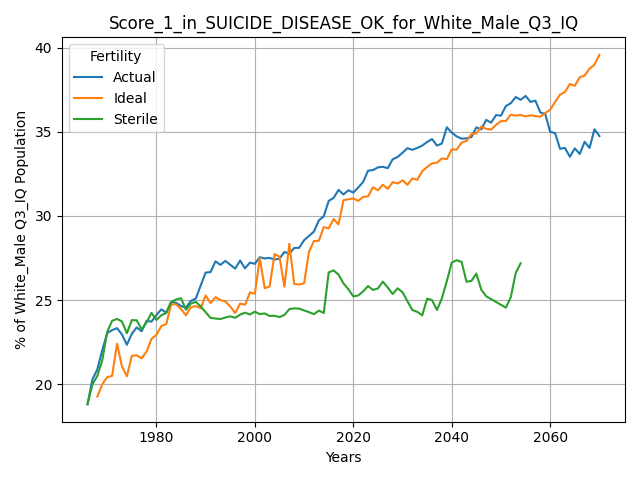 Score_1_in_SUICIDE_DISEASE_OK_for_White_Male_Q3_IQ
Fertility
Actual
Ideal
Sterile
% of White_Male Q3_IQ Population
40
35
30
25
20
1980
2000
2020
2040
2060
Years